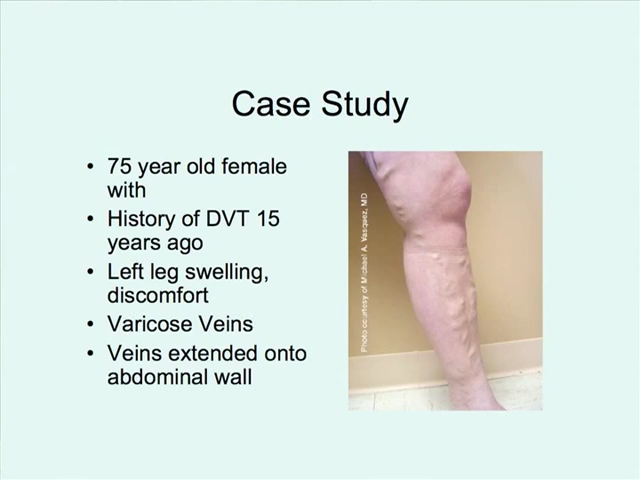 Case Study
• 75 year old female
with
• History of DVT 15
years ago
• Left leg swelling,
discomfort
• Varicose Veins
• Veins extended onto
abdominal wall
Photo courtesy of Michael A. Vasquez, MD